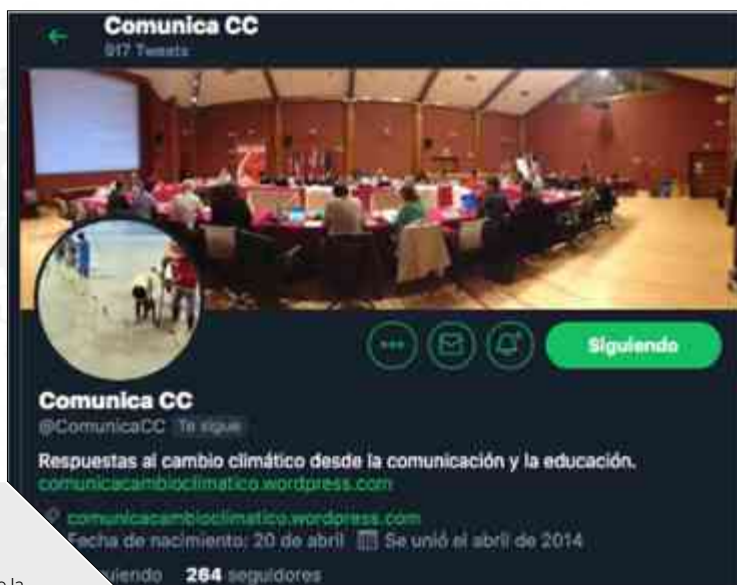 Comunica CC
917 Tweets
Siguiendo
Comunica CC
@ComunicaCC Te sigue
Respuestas al cambio climático desde la comunicación y la educación.
comunicacambioclimatico.wordpress.com
comunicacambioclimatico.wordpress.com
Fecha de nacimiento: 20 de abril Se unió el abril de 2014
264 seguidores